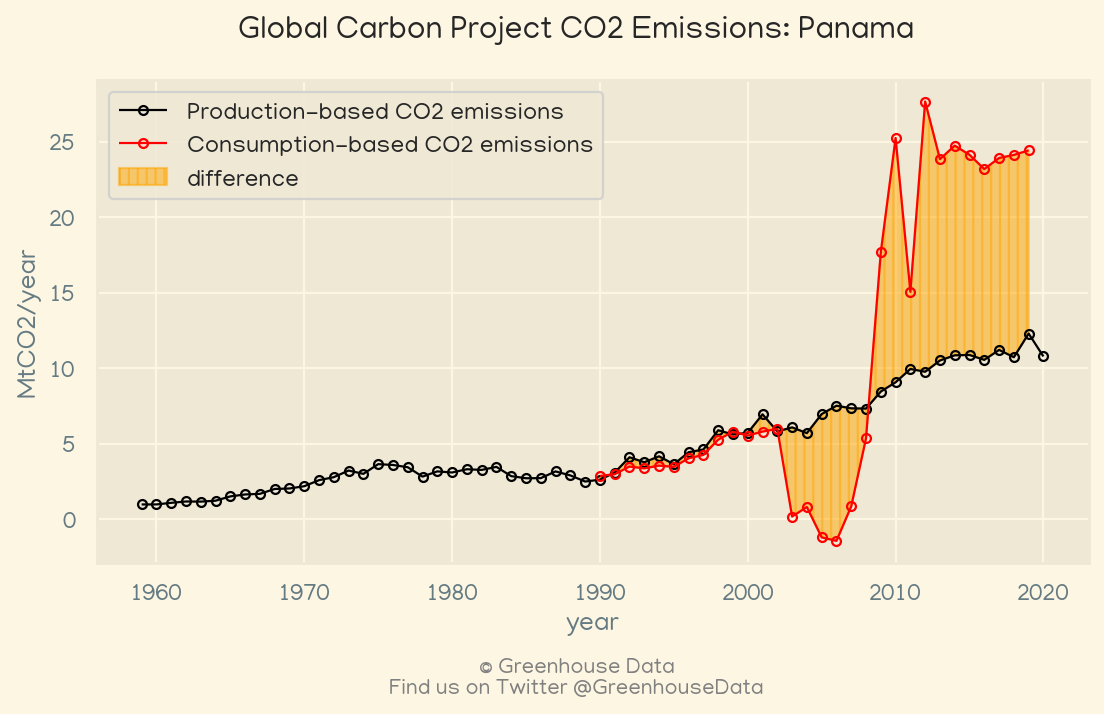 Global Carbon Project CO2 Emissions: Panama
Production-based CO2 emissions
Consumption-based CO2 emissions
difference
25
20
15
10
5
0
MtCO2/year
1960 1970 1980 1990 2000 2010 2020
year
© Greenhouse Data
Find us on Twitter @GreenhouseData